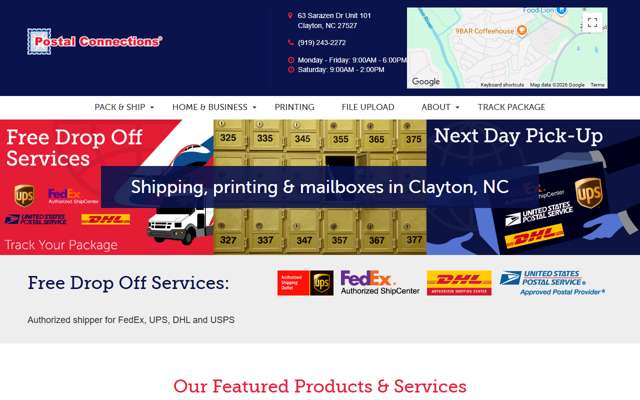 Postal Connections®
63 Sarazen Dr Unit 101
Clayton, NC 27527
(919) 243-2272
Monday - Friday: 9:00AM - 6:00PM
Saturday: 9:00AM - 2:00PM
Food Lion
9BAR Coffeehouse
Google
Keyboard shortcuts
Map data ©2026 Google
Terms
PACK & SHIP
HOME & BUSINESS
PRINTING
FILE UPLOAD
ABOUT
TRACK PACKAGE
Free Drop Off
Services
ups
FedEx
Authorized ShipCenter
UNITED STATES
POSTAL SERVICE
DHL
Track Your Package
325
335
345
355
365
375
327
337
347
357
367
377
Next Day Pick-Up
FedEx
ShipCenter
ups
UNITED STATES
POSTAL SERVICE
DHL
Shipping, printing & mailboxes in Clayton, NC
Free Drop Off Services:
Authorized
Shipping
Outlet
ups
FedEx
Authorized ShipCenter
DHL
AUTHORIZED SHIPPING CENTER
UNITED STATES
POSTAL SERVICE®
Approved Postal Provider®
Authorized shipper for FedEx, UPS, DHL and USPS
Our Featured Products & Services